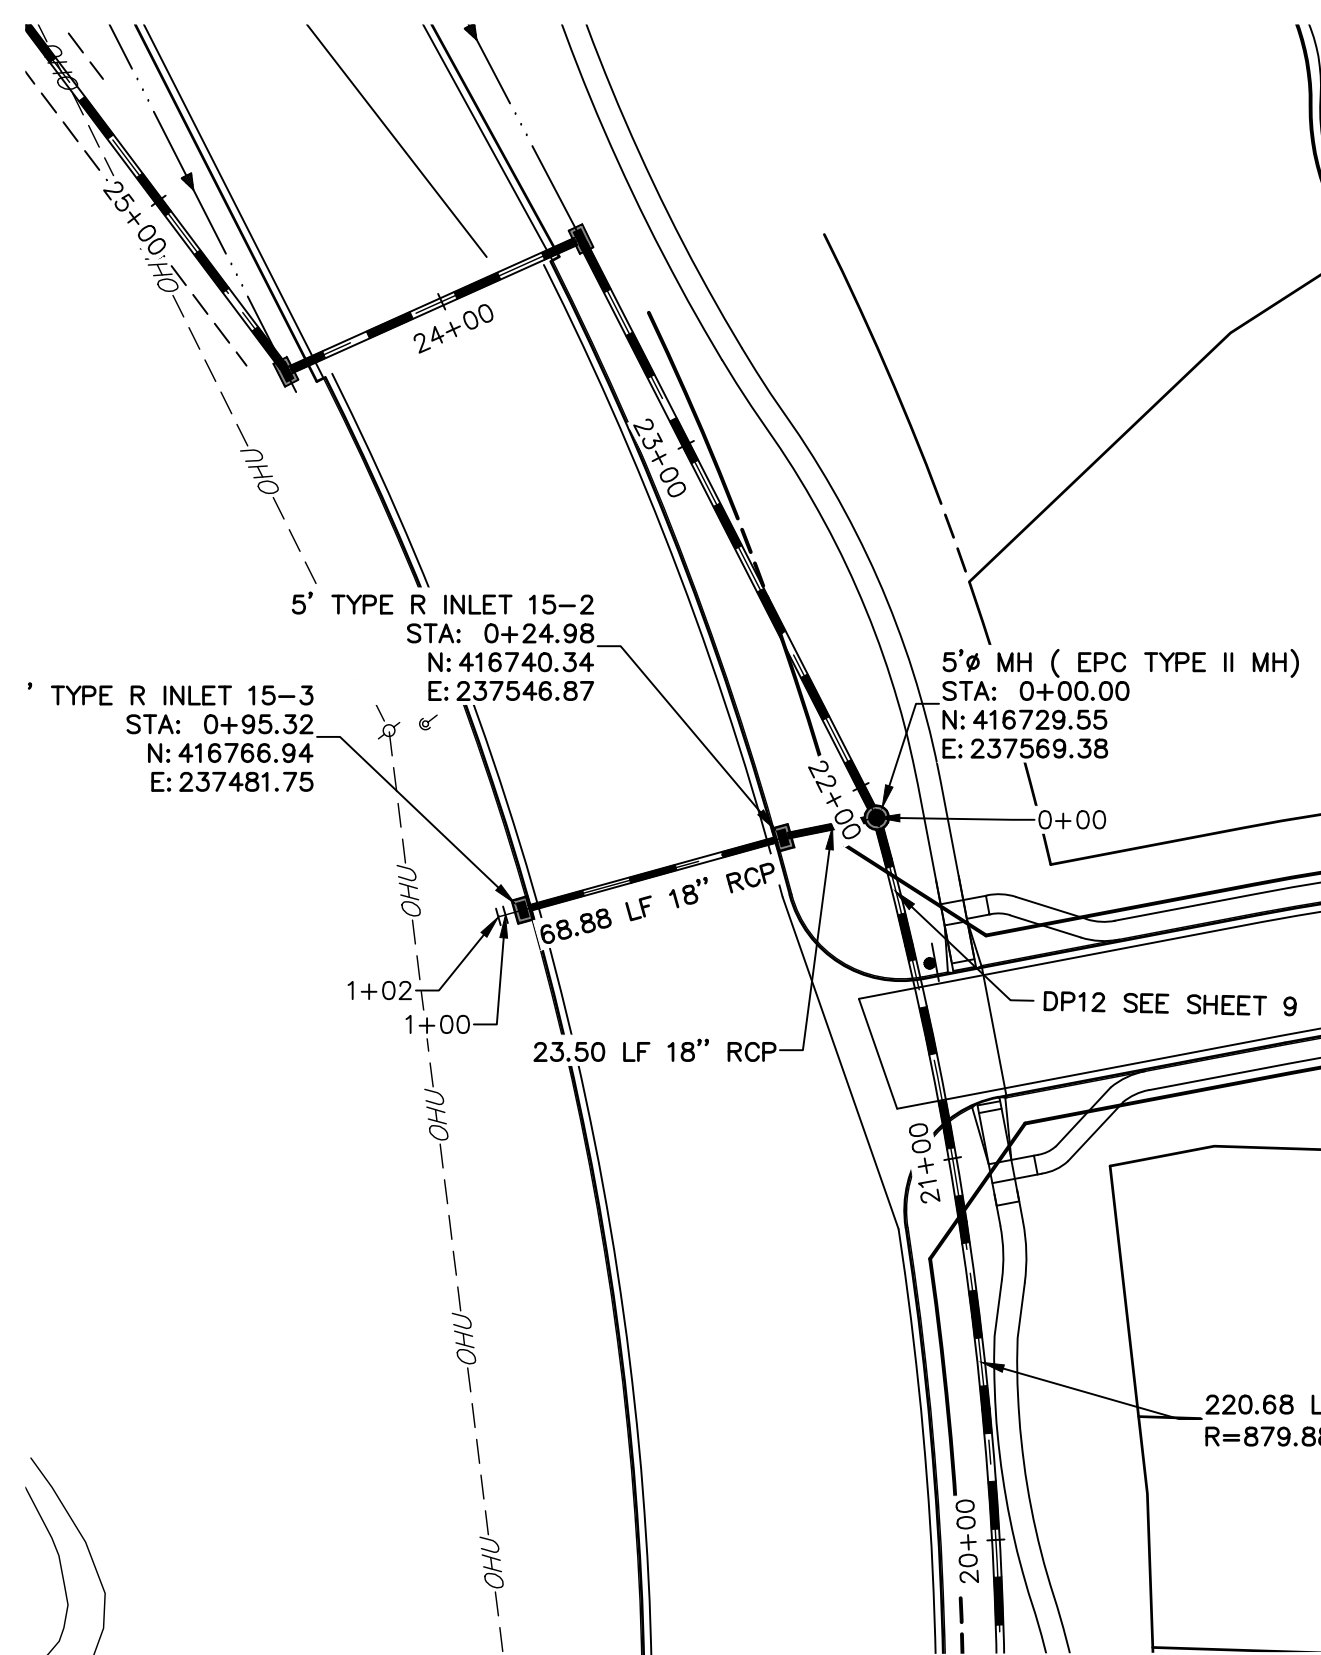 OHU
25+00
OHU
24+00
OHU
23+00
5' TYPE R INLET 15-2
STA: 0+24.98
N: 416740.34
E: 237546.87
5'ø MH ( EPC TYPE II MH)
STA: 0+00.00
N: 416729.55
E: 237569.38
' TYPE R INLET 15-3
STA: 0+95.32
N: 416766.94
E: 237481.75
22+00
0+00
68.88 LF 18" RCP
OHU
1+02
1+00
DP12 SEE SHEET 9
23.50 LF 18" RCP
OHU
21+00
OHU
220.68 L
R=879.88
20+00
OHU